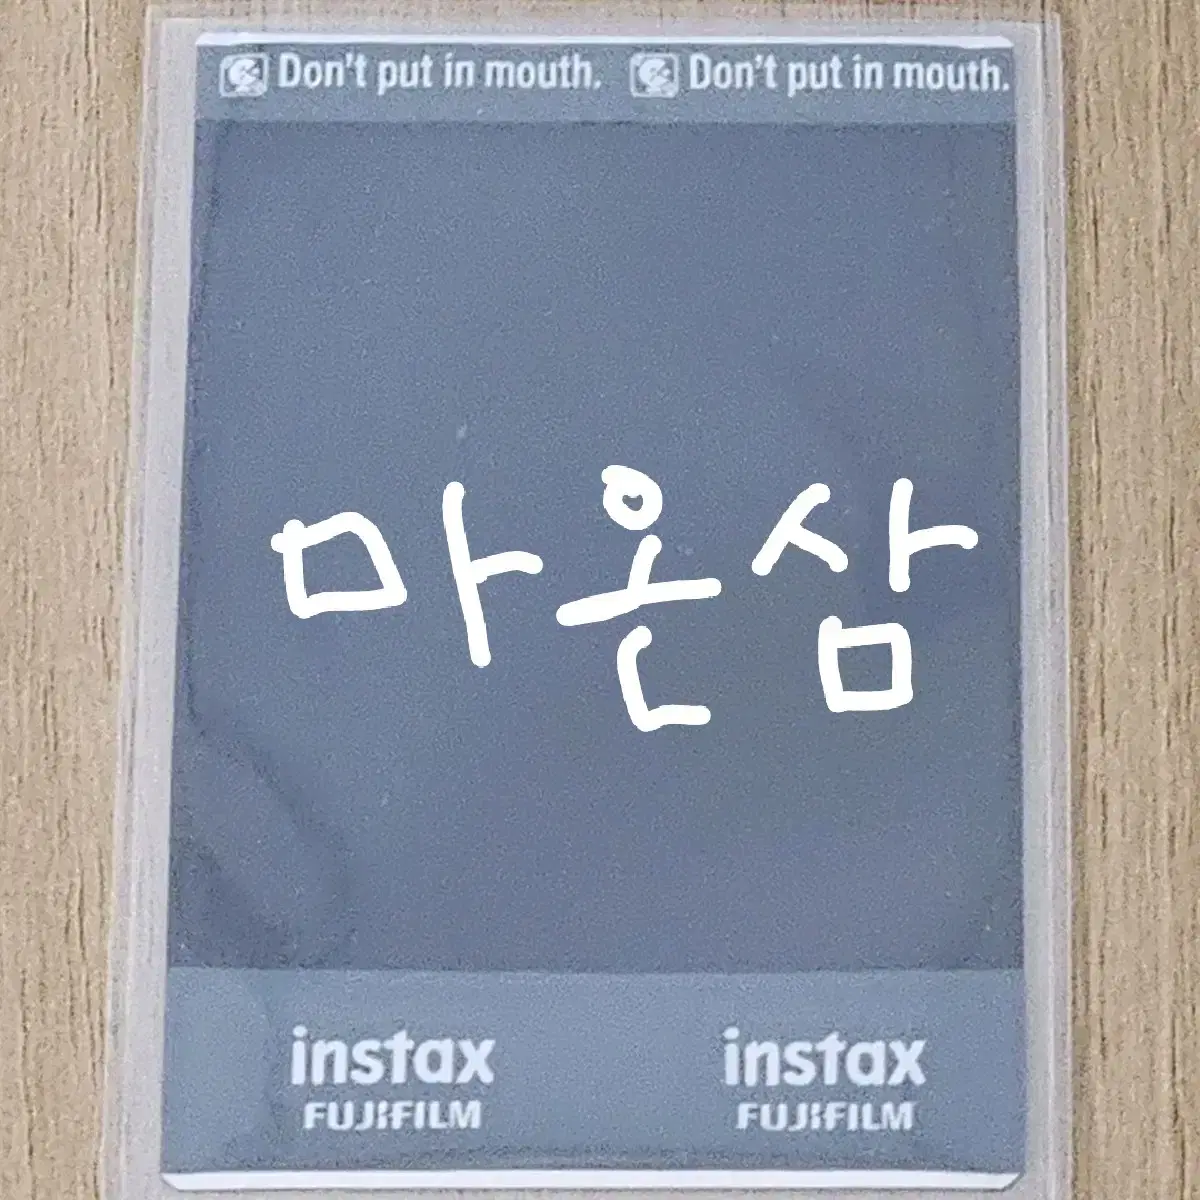 Don't put in mouth. Don't put in mouth.
마온삼
instax instax
FUJIFILM FUJIFILM